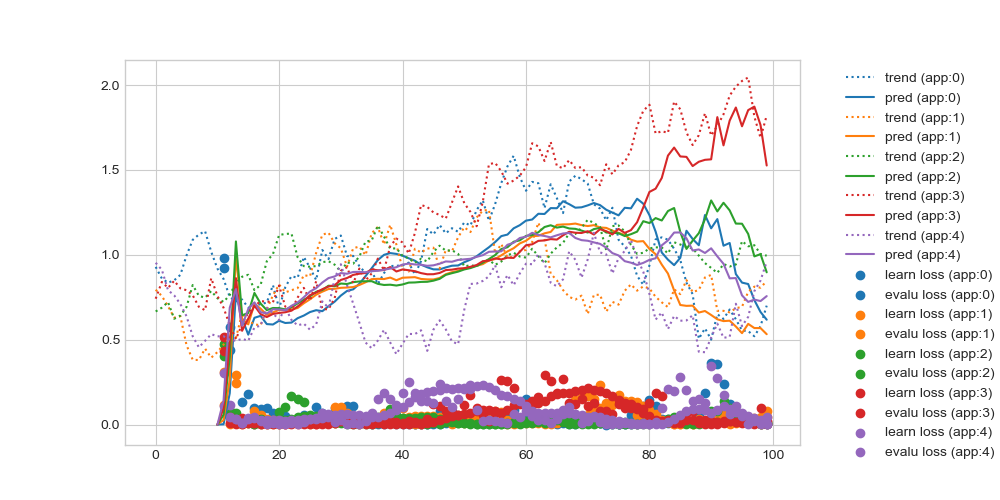 2.0
1.5
1.0
0.5
0.0
0
20
40
60
80
100
trend (app:0)
pred (app:0)
trend (app:1)
pred (app:1)
trend (app:2)
pred (app:2)
trend (app:3)
pred (app:3)
trend (app:4)
pred (app:4)
learn loss (app:0)
evalu loss (app:0)
learn loss (app:1)
evalu loss (app:1)
learn loss (app:2)
evalu loss (app:2)
learn loss (app:3)
evalu loss (app:3)
learn loss (app:4)
evalu loss (app:4)